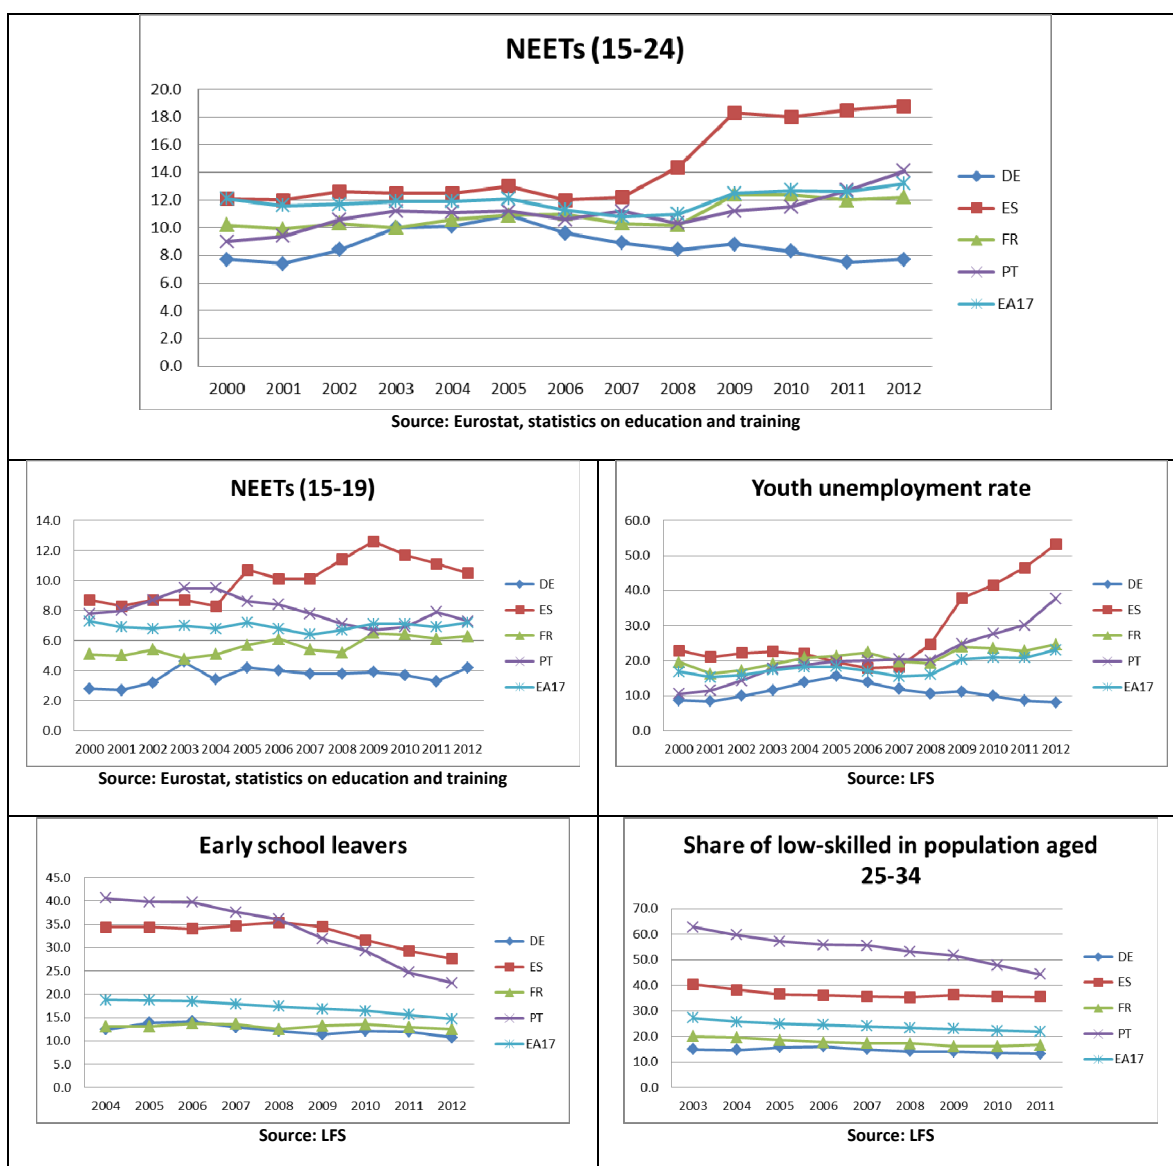 NEETs (15-24)
20.0
18.0
16.0
14.0
12.0
10.0
8.0
6.0
4.0
2.0
0.0
2000 2001 2002 2003 2004 2005 2006 2007 2008 2009 2010 2011 2012
DE
ES
FR
PT
EA17
Source: Eurostat, statistics on education and training
NEETs (15-19)
14.0
12.0
10.0
8.0
6.0
4.0
2.0
0.0
2000 2001 2002 2003 2004 2005 2006 2007 2008 2009 2010 2011 2012
DE
ES
FR
PT
EA17
Source: Eurostat, statistics on education and training
Youth unemployment rate
60.0
50.0
40.0
30.0
20.0
10.0
0.0
2000 2001 2002 2003 2004 2005 2006 2007 2008 2009 2010 2011 2012
DE
ES
FR
PT
EA17
Source: LFS
Early school leavers
45.0
40.0
35.0
30.0
25.0
20.0
15.0
10.0
5.0
0.0
2004 2005 2006 2007 2008 2009 2010 2011 2012
DE
ES
FR
PT
EA17
Source: LFS
Share of low-skilled in population aged
25-34
70.0
60.0
50.0
40.0
30.0
20.0
10.0
0.0
2003 2004 2005 2006 2007 2008 2009 2010 2011
DE
ES
FR
PT
EA17
Source: LFS